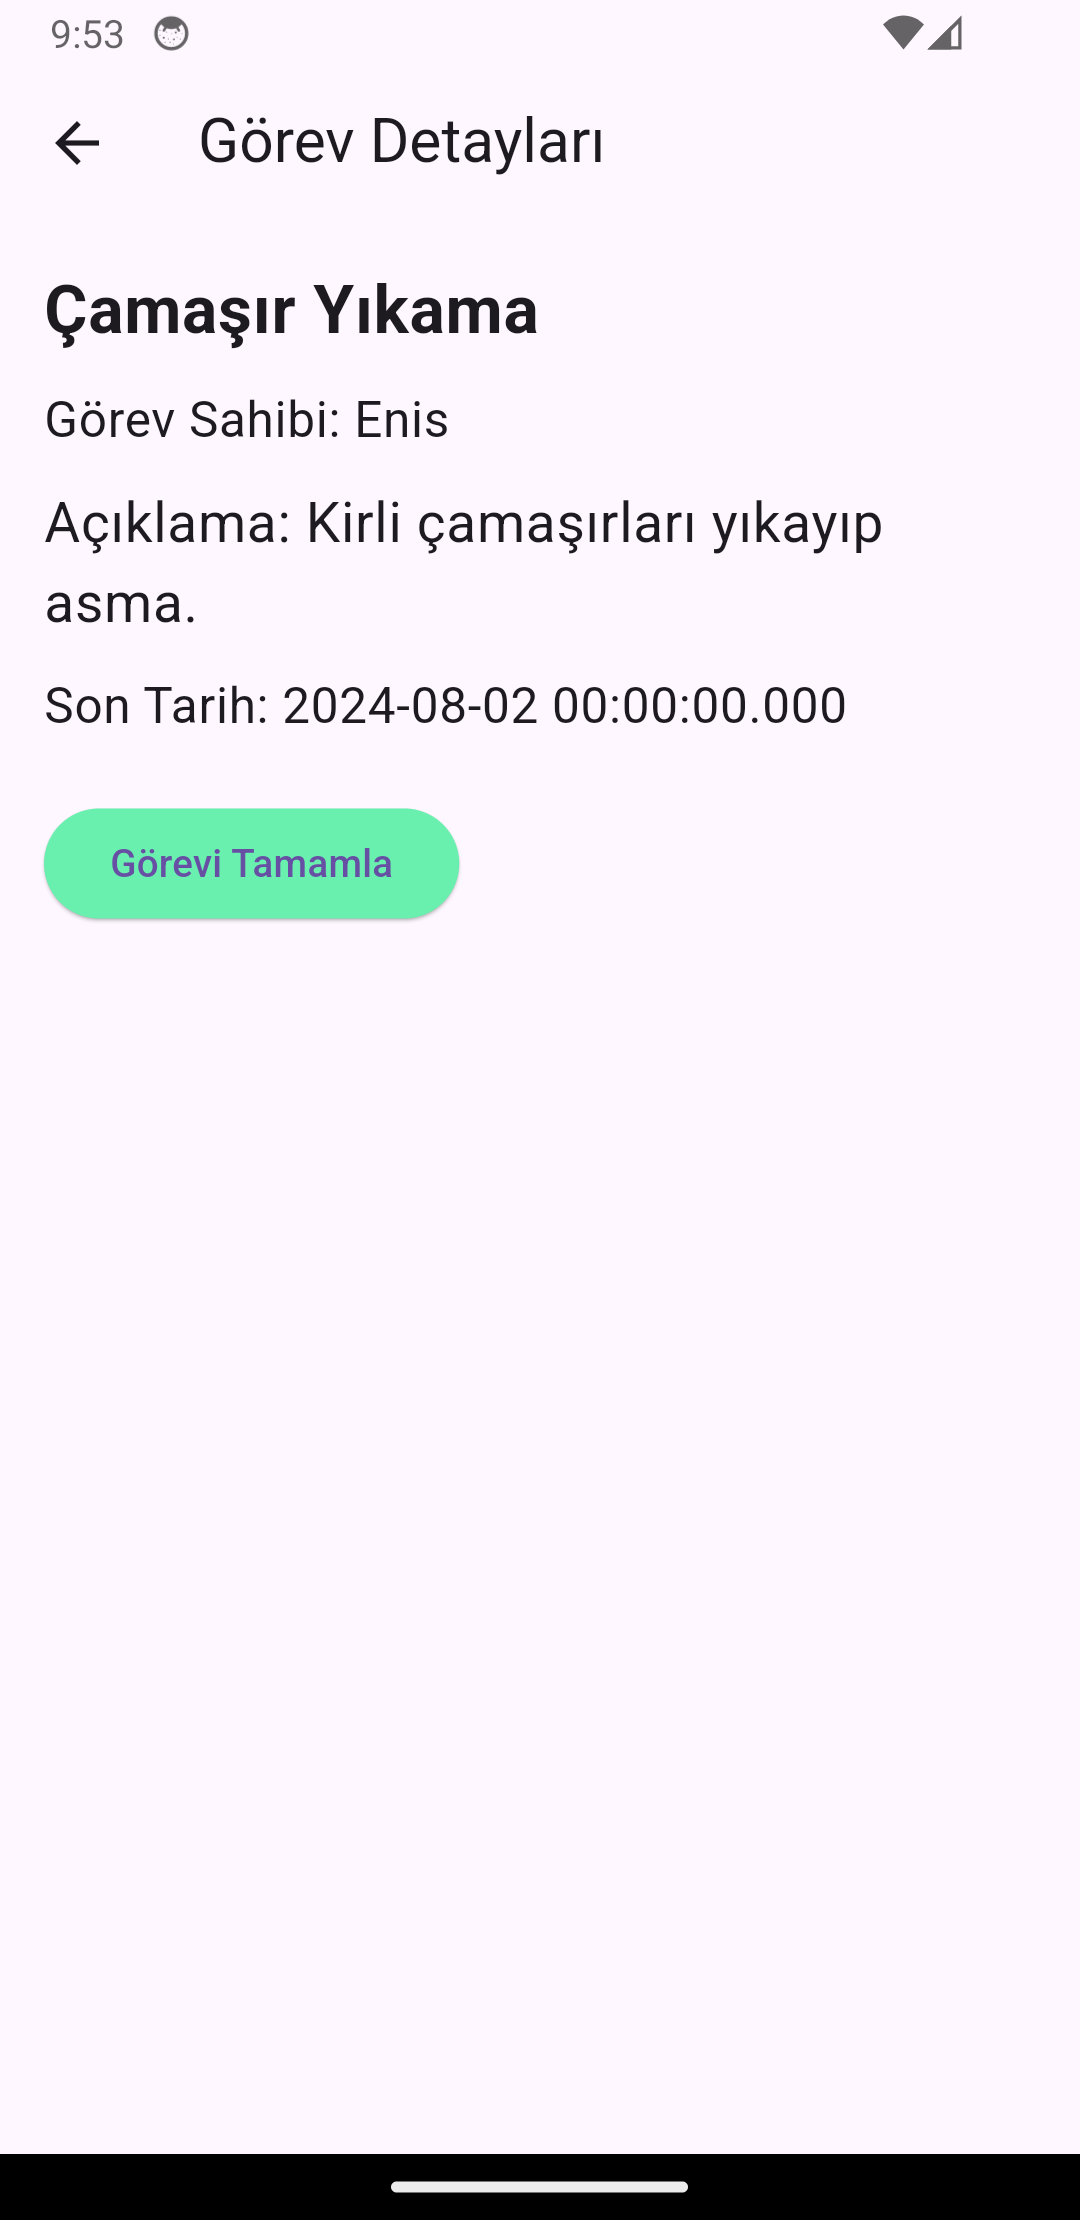 9:53
Görev Detayları
Çamaşır Yıkama
Görev Sahibi: Enis
Açıklama: Kirli çamaşırları yıkayıp
asma.
Son Tarih: 2024-08-02 00:00:00.000
Görevi Tamamla